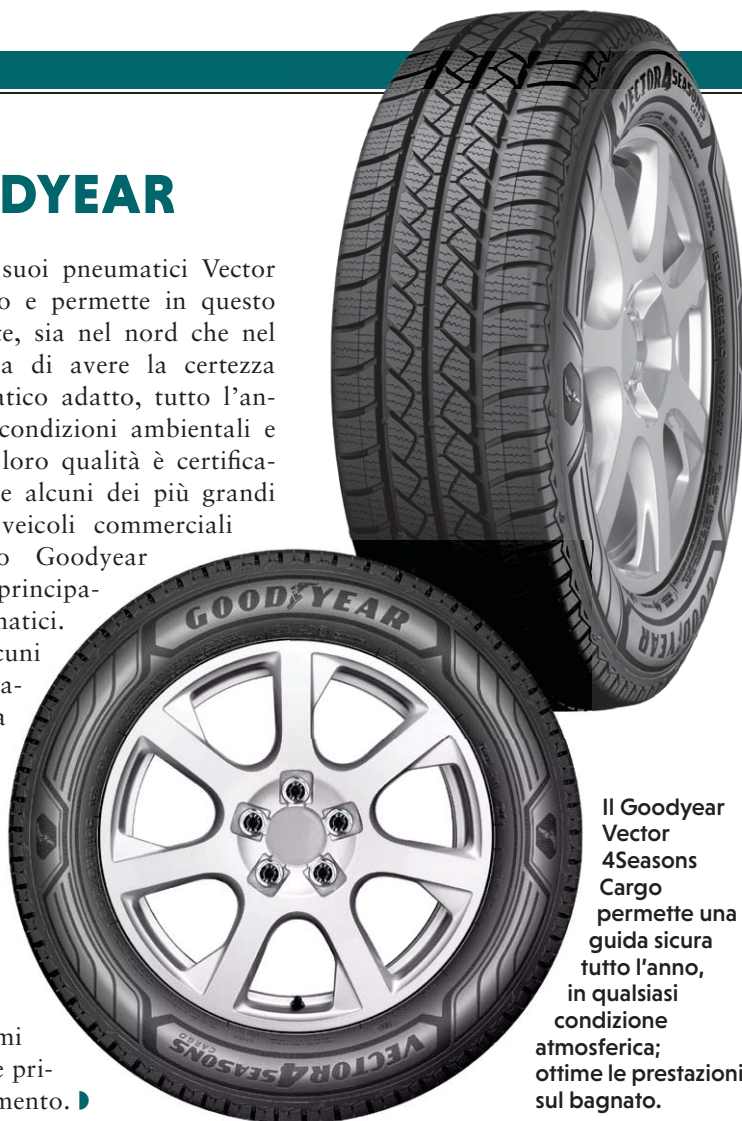 DYEAR
suoi pneumatici Vector
o e permette in questo
te, sia nel nord che nel
a di avere la certezza
atico adatto, tutto l’an-
condizioni ambientali e
loro qualità è certifica-
e alcuni dei più grandi
veicoli commerciali
o Goodyear
principa-
matici.
cuni
a-
a
mi
e pri-
mento.
VECTOR 4SEASONS
CARGO
GOODYEAR
GOODYEAR
VECTOR 4SEASONS
CARGO
Il Goodyear
Vector
4Seasons
Cargo
permette una
guida sicura
tutto l’anno,
in qualsiasi
condizione
atmosferica;
ottime le prestazioni
sul bagnato.